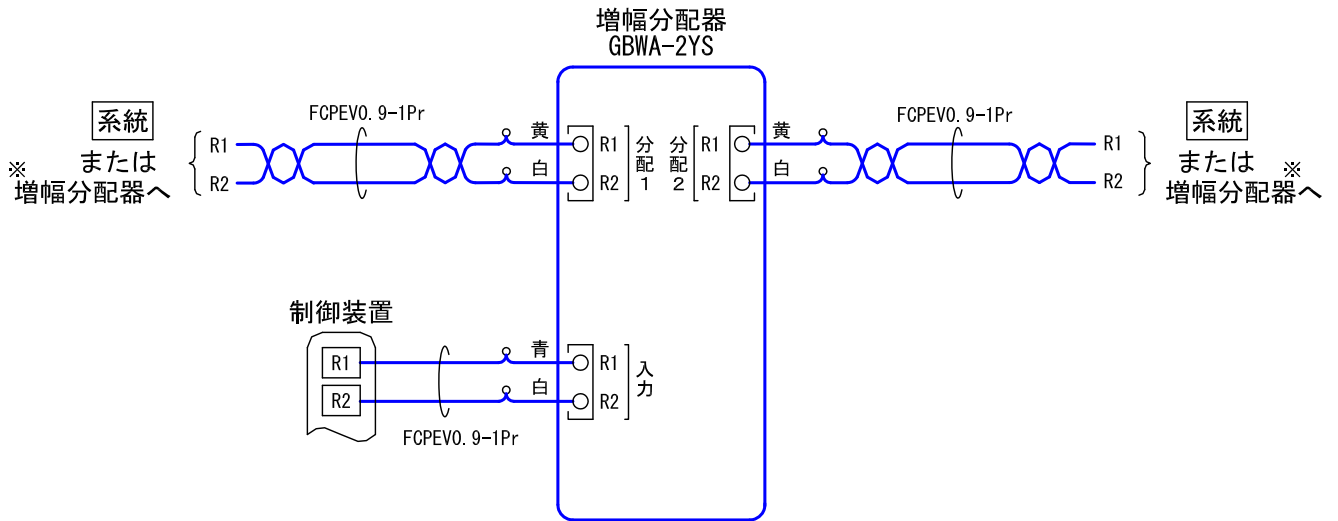 増幅分配器
GBWA-2YS
系統
または
※
増幅分配器へ
R1
R2
FCPEV0.9-1Pr
黄
白
R1
R2
分配1
分配2
R1
R2
黄
白
FCPEV0.9-1Pr
R1
R2
系統
または
※
増幅分配器へ
制御装置
R1
R2
FCPEV0.9-1Pr
青
白
R1
R2
入力